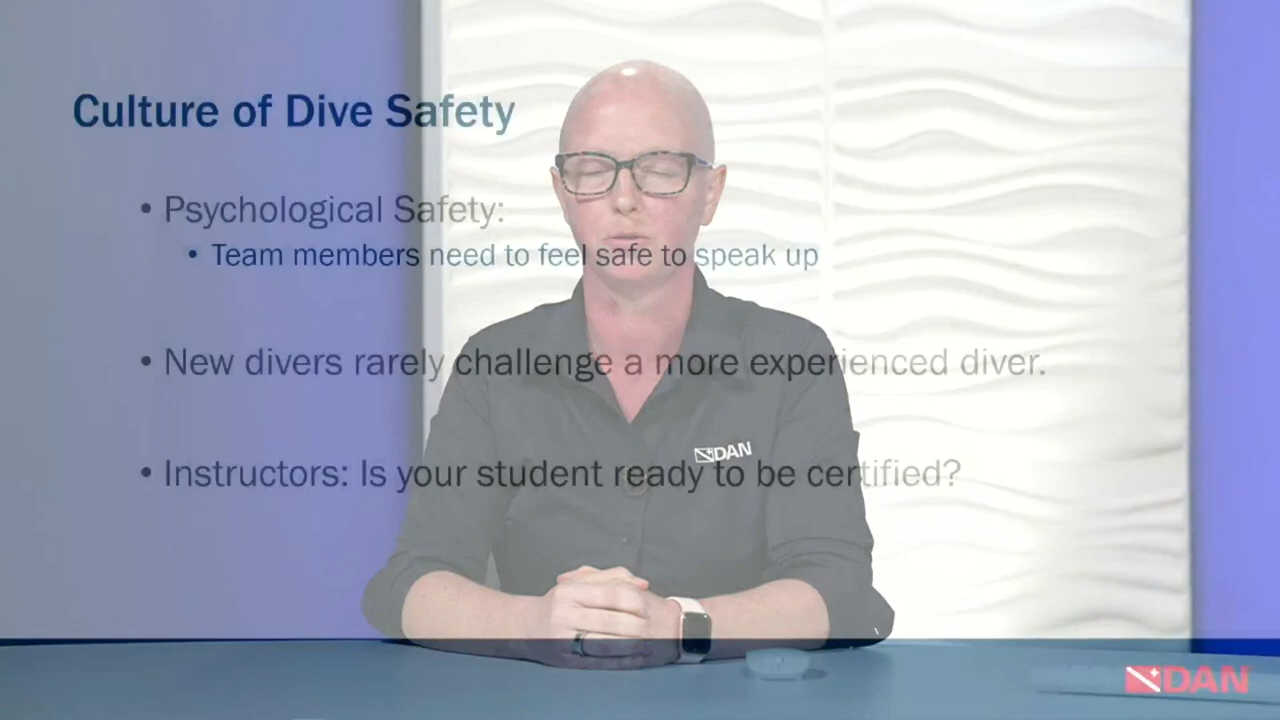 Culture of Dive Safety
• Psychological Safety:
• Team members need to feel safe to speak up
• New divers rarely challenge a more experienced diver.
DAN
• Instructors: Is your student ready to be certified?
DAN